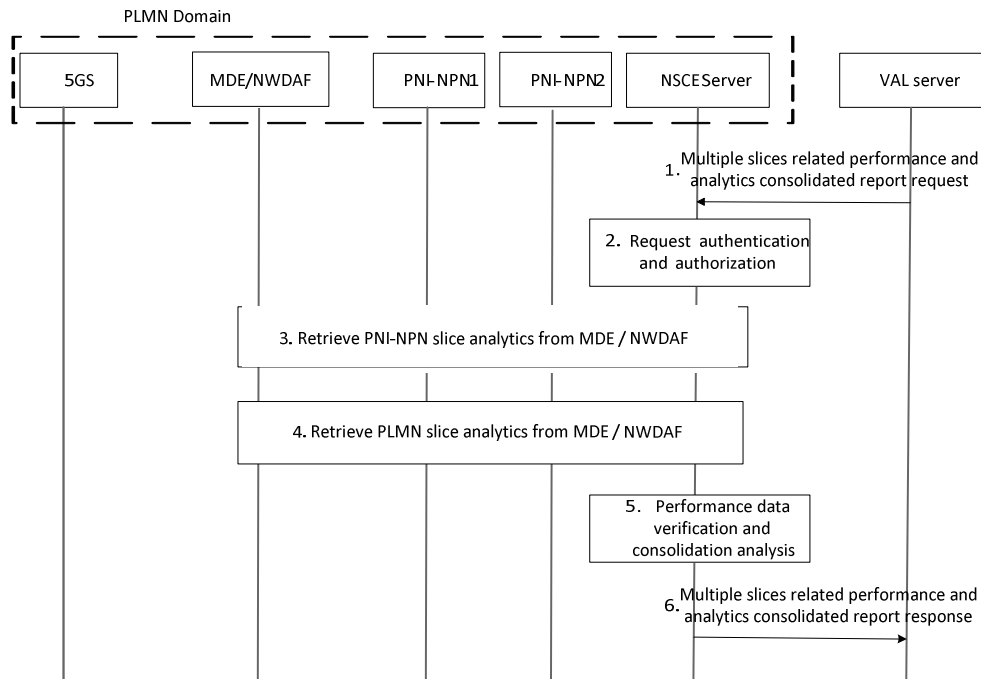 PLMN Domain
5GS
MDE/NWDAF
PNI-NPN1
PNI-NPN2
NSCEServer
VAL server
1. Multiple slices related performance and
analytics consolidated report request
2. Request authentication
and authorization
3. Retrieve PNI-NPN slice analytics from MDE / NWDAF
4. Retrieve PLMN slice analytics from MDE / NWDAF
5. Performance data
verification and
consolidation analysis
6. Multiple slices related performance and
analytics consolidated report response